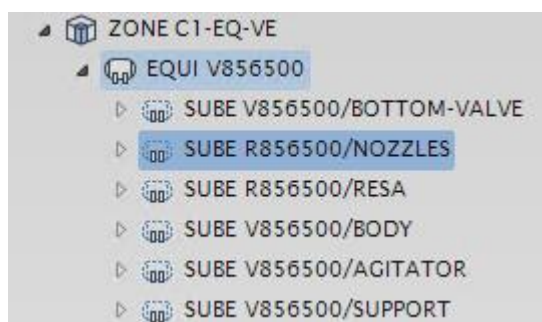 ZONE C1-EQ-VE
EQUI V856500
SUBE V856500/BOTTOM-VALVE
SUBE R856500/NOZZLES
SUBE R856500/RESA
SUBE V856500/BODY
SUBE V856500/AGITATOR
SUBE V856500/SUPPORT